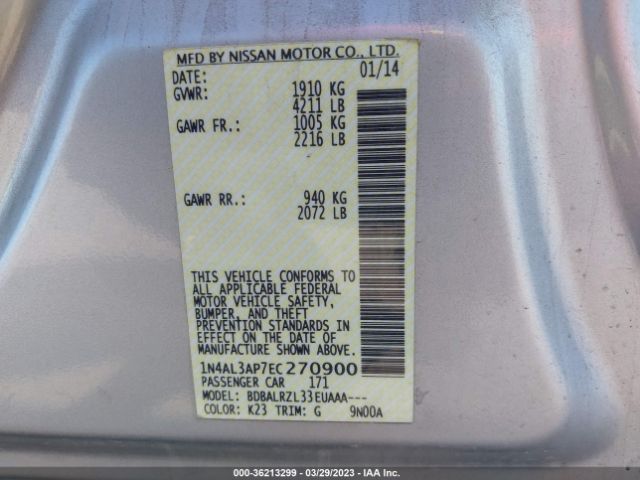 MFD BY NISSAN MOTOR CO., LTD.
DATE: 01/14
GVWR: 1910 KG
4211 LB
GAWR FR.: 1005 KG
2216 LB
GAWR RR.: 940 KG
2072 LB
THIS VEHICLE CONFORMS TO
ALL APPLICABLE FEDERAL
MOTOR VEHICLE SAFETY,
BUMPER, AND THEFT
PREVENTION STANDARDS IN
EFFECT ON THE DATE OF
MANUFACTURE SHOWN ABOVE.
1N4AL3AP7EC270900
PASSENGER CAR 171
MODEL: BDBALRZL33EUAAA---
COLOR: K23 TRIM: G 9N00A
000-36213299 - 03/29/2023 - IAA Inc.